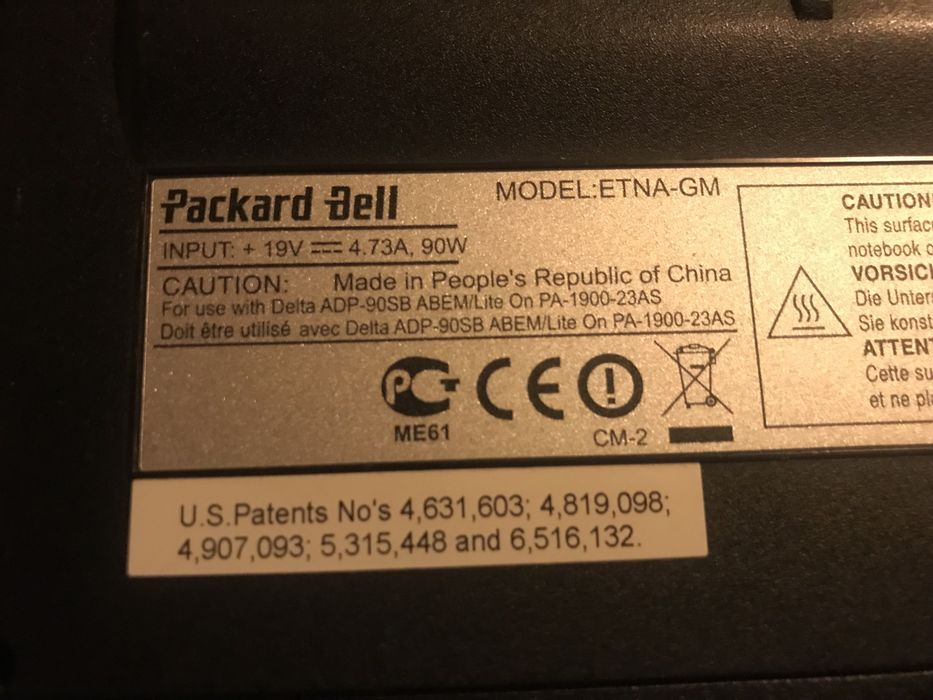 Packard Bell
MODEL:ETNA-GM
INPUT: + 19V 4.73A, 90W
CAUTION: Made in People's Republic of China
For use with Delta ADP-90SB ABEM/Lite On PA-1900-23AS
Doit être utilisé avec Delta ADP-90SB ABEM/Lite On PA-1900-23AS
PCT CE
ME61
CM-2
CAUTION
This surfac
notebook
VORSIC
Die Unter
Sie konst
ATTEN
Cette su
et ne pl
U.S.Patents No's 4,631,603; 4,819,098;
4,907,093; 5,315,448 and 6,516,132.